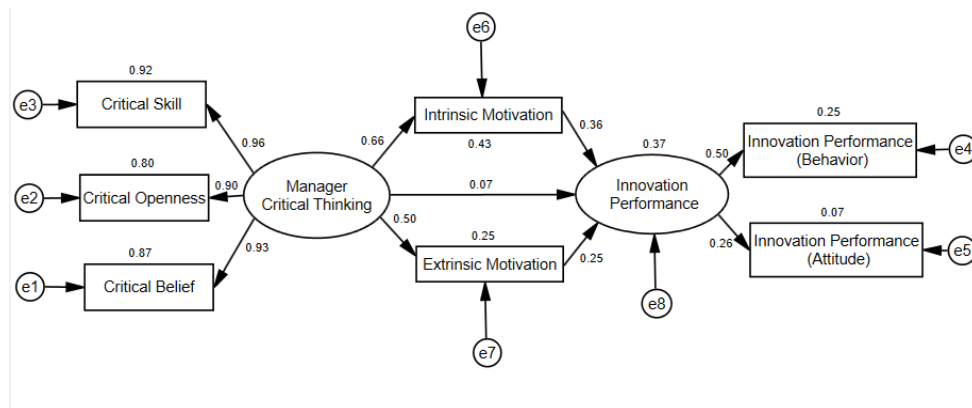 e6
0.92
e3
Critical Skill
Intrinsic Motivation
0.36
0.96
0.66
0.43
0.37
0.25
Innovation Performance
(Behavior)
e4
0.50
0.80
e2
Critical Openness
0.90
Manager
Critical Thinking
0.07
Innovation
Performance
0.87
e1
Critical Belief
0.93
0.50
0.25
Extrinsic Motivation
0.25
0.26
0.07
Innovation Performance
(Attitude)
e5
e8
e7